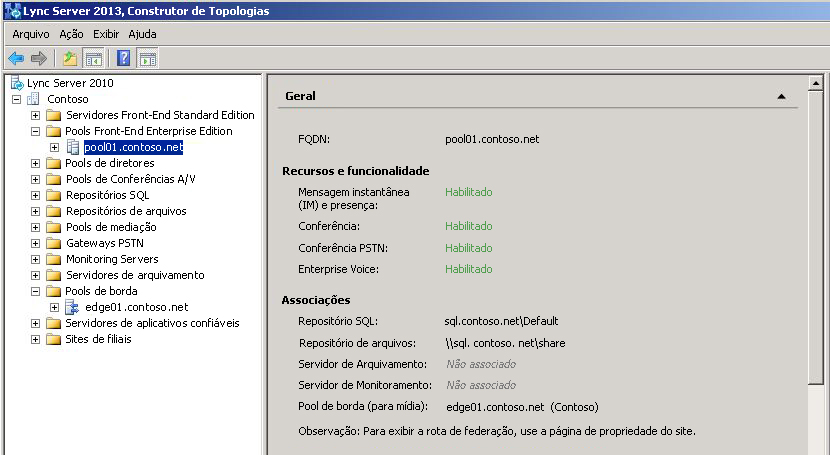 Lync Server 2013, Construtor de Topologias
Arquivo Ação Exibir Ajuda
Lync Server 2010
Contoso
Servidores Front-End Standard Edition
Pools Front-End Enterprise Edition
pool01.contoso.net
Pools de diretores
Pools de Conferências A/V
Repositórios SQL
Repositórios de arquivos
Pools de mediação
Gateways PSTN
Monitoring Servers
Servidores de arquivamento
Pools de borda
edge01.contoso.net
Servidores de aplicativos confiáveis
Sites de filiais
Geral
FQDN: pool01.contoso.net
Recursos e funcionalidade
Mensagem instantânea Habilitado
(IM) e presença:
Conferência: Habilitado
Conferência PSTN: Habilitado
Enterprise Voice: Habilitado
Associações
Repositório SQL: sql.contoso.net\Default
Repositório de arquivos: \\sql. contoso. net\share
Servidor de Arquivamento: Não associado
Servidor de Monitoramento: Não associado
Pool de borda (para mídia): edge01.contoso.net (Contoso)
Observação: Para exibir a rota de federação, use a página de propriedade do site.